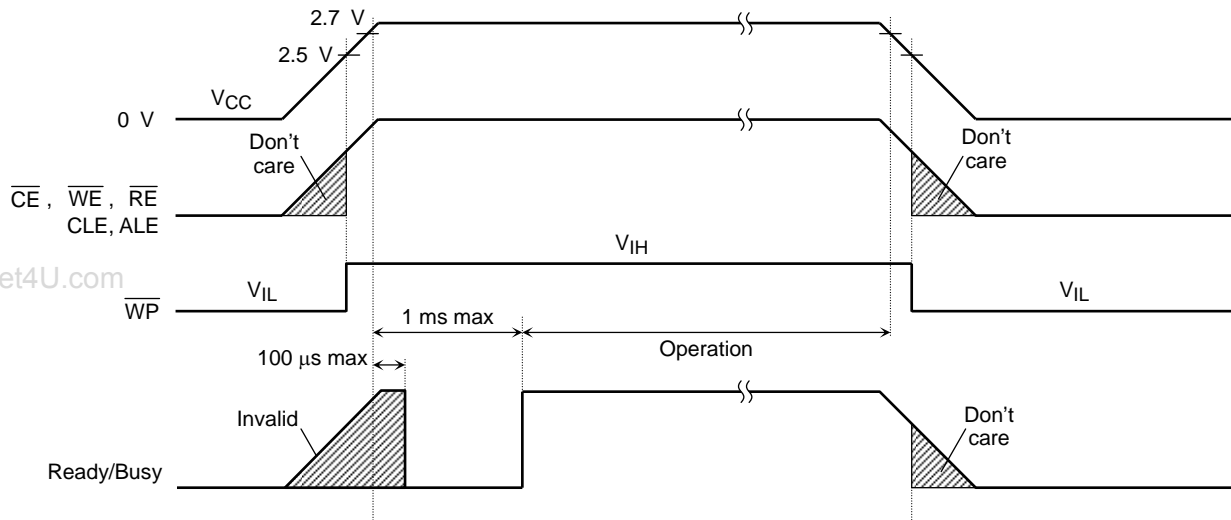 2.7 V
2.5 V
VCC
0 V
Don't
care
Don't
care
CE , WE , RE
CLE, ALE
VIH
et4U.com
VIL
VIL
WP
1 ms max
Operation
100 μs max
Invalid
Don't
care
Ready/Busy